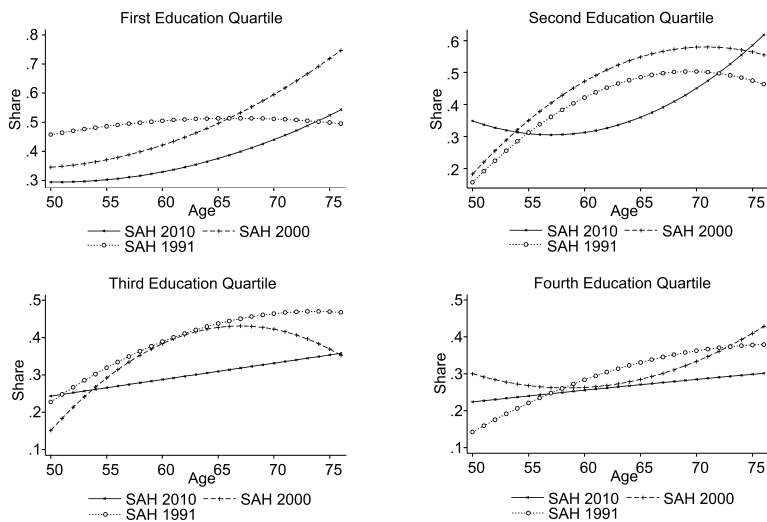 First Education Quartile
.8
.7
.6
.5
.4
.3
Share
50 55 60 65 70 75
Age
SAH 2010 SAH 2000
SAH 1991
Second Education Quartile
.6
.5
.4
.3
.2
Share
50 55 60 65 70 75
Age
SAH 2010 SAH 2000
SAH 1991
Third Education Quartile
.5
.4
.3
.2
.1
Share
50 55 60 65 70 75
Age
SAH 2010 SAH 2000
SAH 1991
Fourth Education Quartile
.5
.4
.3
.2
.1
Share
50 55 60 65 70 75
Age
SAH 2010 SAH 2000
SAH 1991